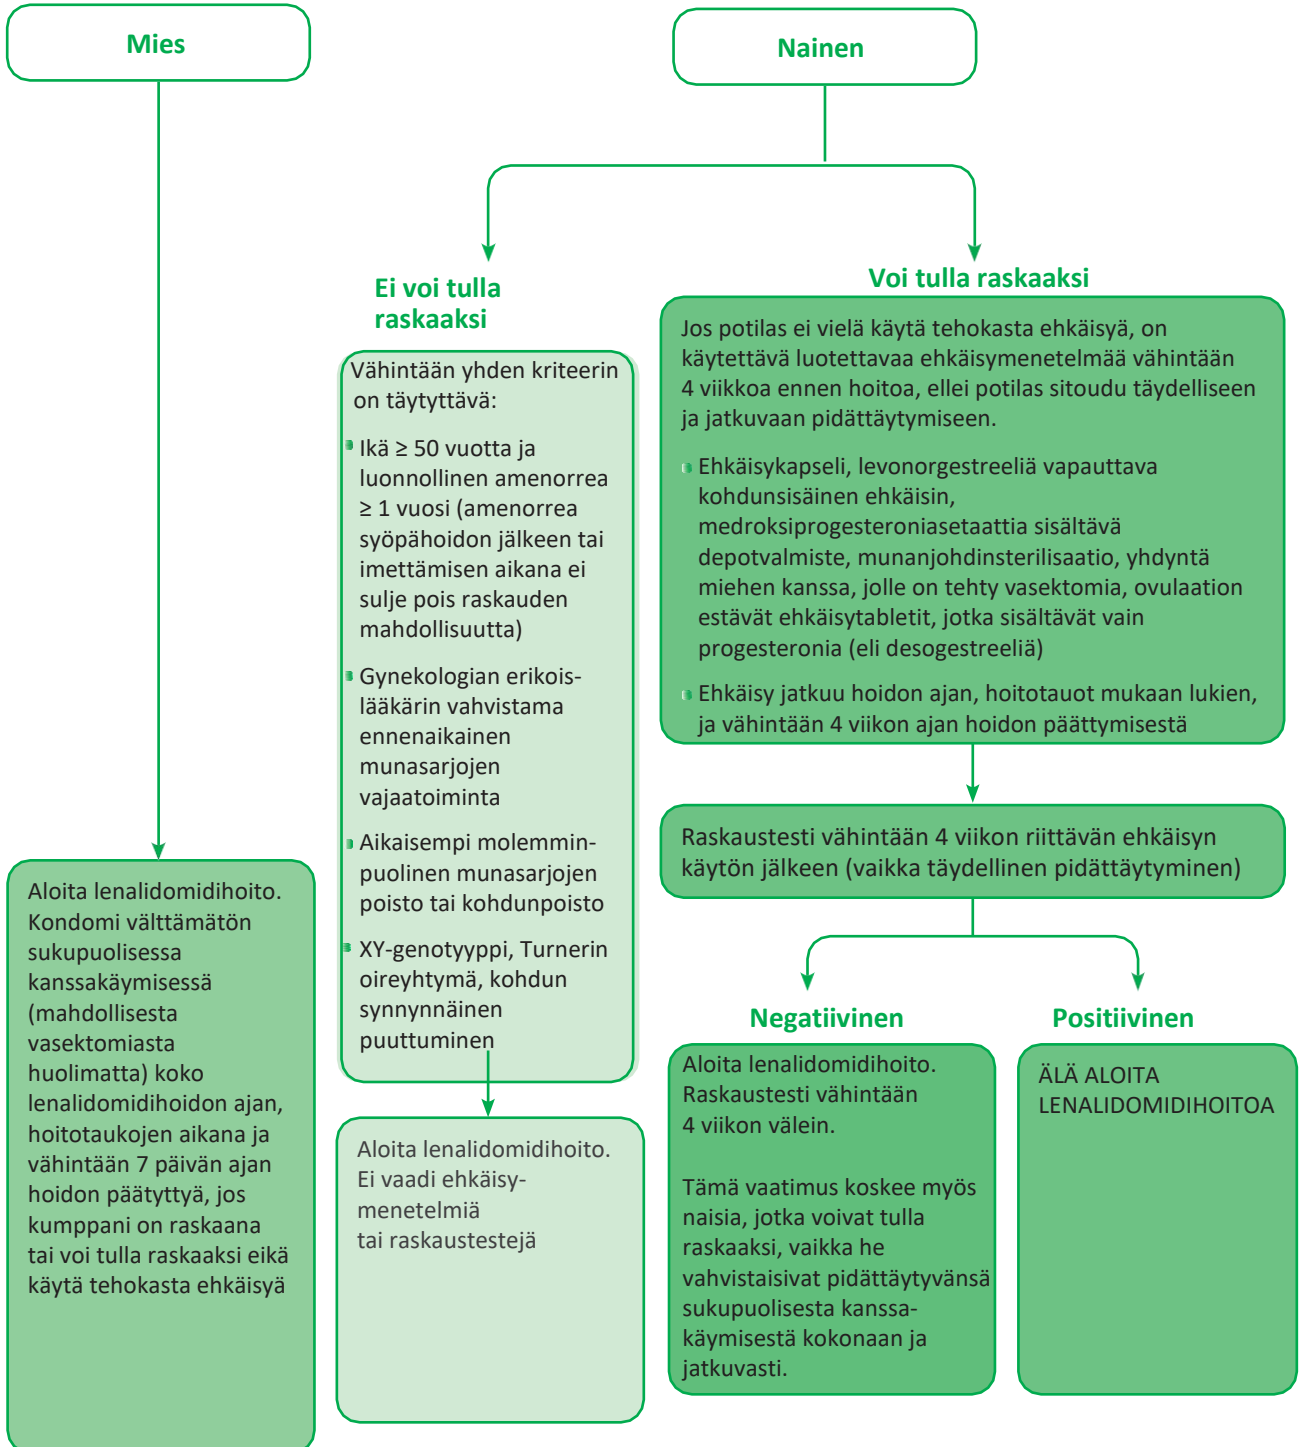 Mies
Nainen
Ei voi tulla
raskaaksi
Voi tulla raskaaksi
Vähintään yhden kriteerin
on täytyttävä:
Ikä ≥ 50 vuotta ja
luonnollinen amenorrea
≥ 1 vuosi (amenorrea
syöpähoidon jälkeen tai
imettämisen aikana ei
sulje pois raskauden
mahdollisuutta)
Gynekologian erikois-
lääkärin vahvistama
ennenaikainen
munasarjojen
vajaatoiminta
Aikaisempi molemmin-
puolinen munasarjojen
poisto tai kohdunpoisto
XY-genotyyppi, Turnerin
oireyhtymä, kohdun
synnynnäinen
puuttuminen
Jos potilas ei vielä käytä tehokasta ehkäisyä, on
käytettävä luotettavaa ehkäisymenetelmää vähintään
4 viikkoa ennen hoitoa, ellei potilas sitoudu täydelliseen
ja jatkuvaan pidättäytymiseen.
Ehkäisykapseli, levonorgestreeliä vapauttava
kohdunsisäinen ehkäisin,
medroksiprogesteroniasetaattia sisältävä
depotvalmiste, munanjohdinsterilisaatio, yhdyntä
miehen kanssa, jolle on tehty vasektomia, ovulaation
estävät ehkäisytabletit, jotka sisältävät vain
progesteronia (eli desogestreeliä)
Ehkäisy jatkuu hoidon ajan, hoitotauot mukaan lukien,
ja vähintään 4 viikon ajan hoidon päättymisestä
Raskaustesti vähintään 4 viikon riittävän ehkäisyn
käytön jälkeen (vaikka täydellinen pidättäytyminen)
Aloita lenalidomidihoito.
Kondomi välttämätön
sukupuolisessa
kanssakäymisessä
(mahdollisesta
vasektomiasta
huolimatta) koko
lenalidomidihoidon ajan,
hoitotaukojen aikana ja
vähintään 7 päivän ajan
hoidon päätyttyä, jos
kumppani on raskaana
tai voi tulla raskaaksi eikä
käytä tehokasta ehkäisyä
Aloita lenalidomidihoito.
Ei vaadi ehkäisy-
menetelmiä
tai raskaustestejä
Negatiivinen
Aloita lenalidomidihoito.
Raskaustesti vähintään
4 viikon välein.
Tämä vaatimus koskee myös
naisia, jotka voivat tulla
raskaaksi, vaikka he
vahvistaisivat pidättäytyvänsä
sukupuolisesta kanssa-
käymisestä kokonaan ja
jatkuvasti.
Positiivinen
ÄLÄ ALOITA
LENALIDOMIDIHOITOA